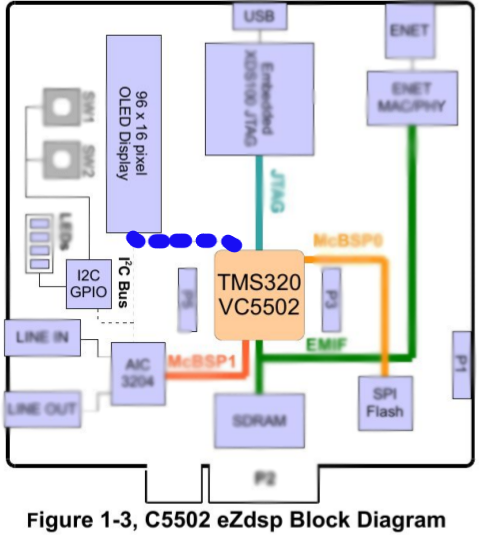 USB
ENET
Embedded
XDS100 JTAG
ENET
MAC/PHY
96 x 16 pixel
OLED Display
SW1
SW2
JTAG
McBSP0
LEDs
I2C
GPIO
I²C Bus
TMS320
VC5502
P5
P3
LINE IN
AIC
3204
McBSP1
EMIF
P1
LINE OUT
SDRAM
SPI
Flash
P2
Figure 1-3, C5502 eZdsp Block Diagram